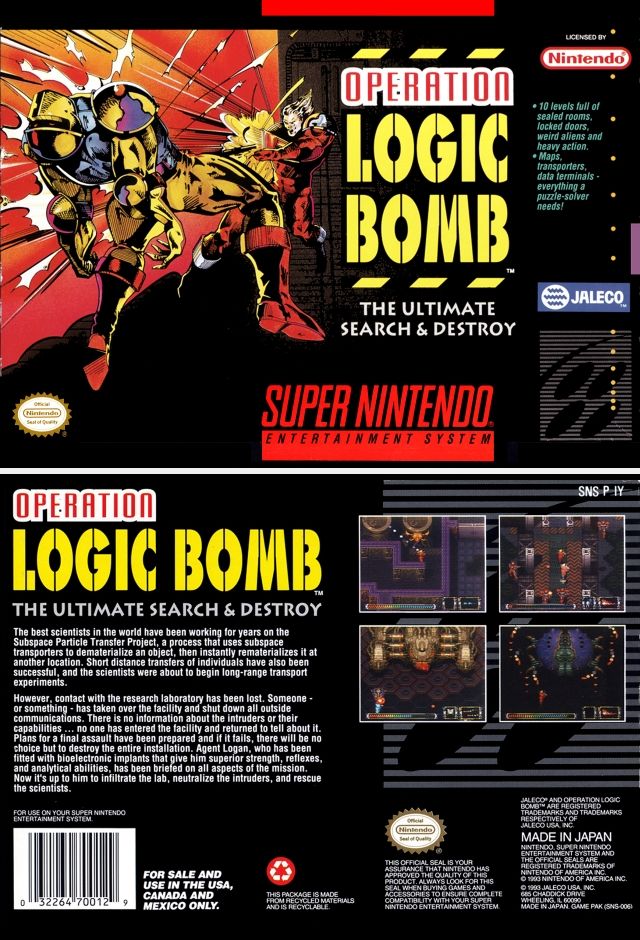 LICENSED BY
Nintendo®
OPERATION
LOGIC
BOMB™
THE ULTIMATE
SEARCH & DESTROY
• 10 levels full of
sealed rooms,
locked doors,
weird aliens and
heavy action.
• Maps,
transporters,
data terminals -
everything a
puzzle-solver
needs!
JALECO™
Official
Nintendo
Seal of Quality
SUPER NINTENDO®
ENTERTAINMENT SYSTEM
SNS P IY
OPERATION
LOGIC BOMB™
THE ULTIMATE SEARCH & DESTROY
The best scientists in the world have been working for years on the
Subspace Particle Transfer Project, a process that uses subspace
transporters to dematerialize an object, then instantly rematerializes it at
another location. Short distance transfers of individuals have also been
successful, and the scientists were about to begin long-range transport
experiments.
However, contact with the research laboratory has been lost. Someone -
or something - has taken over the facility and shut down all outside
communications. There is no information about the intruders or their
capabilities ... no one has entered the facility and returned to tell about it.
Plans for a final assault have been prepared and if it fails, there will be no
choice but to destroy the entire installation. Agent Logan, who has been
fitted with bioelectronic implants that give him superior strength, reflexes,
and analytical abilities, has been briefed on all aspects of the mission.
Now it's up to him to infiltrate the lab, neutralize the intruders, and rescue
the scientists.
FOR USE ON YOUR SUPER NINTENDO
ENTERTAINMENT SYSTEM.
0 32264 70012 9
FOR SALE AND
USE IN THE USA,
CANADA AND
MEXICO ONLY.
THIS PACKAGE IS MADE
FROM RECYCLED MATERIALS
AND IS RECYCLABLE.
Official
Nintendo
Seal of Quality
THIS OFFICIAL SEAL IS YOUR
ASSURANCE THAT NINTENDO HAS
APPROVED THE QUALITY OF THIS
PRODUCT. ALWAYS LOOK FOR THIS
SEAL WHEN BUYING GAMES AND
ACCESSORIES TO ENSURE COMPLETE
COMPATIBILITY WITH YOUR SUPER
NINTENDO ENTERTAINMENT SYSTEM.
JALECO® AND OPERATION LOGIC
BOMB™ ARE REGISTERED
TRADEMARKS AND TRADEMARKS
RESPECTIVELY OF
JALECO USA, INC.
MADE IN JAPAN
NINTENDO, SUPER NINTENDO
ENTERTAINMENT SYSTEM AND
THE OFFICIAL SEALS ARE
REGISTERED TRADEMARKS OF
NINTENDO OF AMERICA INC.
© 1993 NINTENDO OF AMERICA INC.
© 1993 JALECO USA, INC.
685 CHADDICK DRIVE
WHEELING, IL 60090
MADE IN JAPAN. GAME PAK (SNS-006)